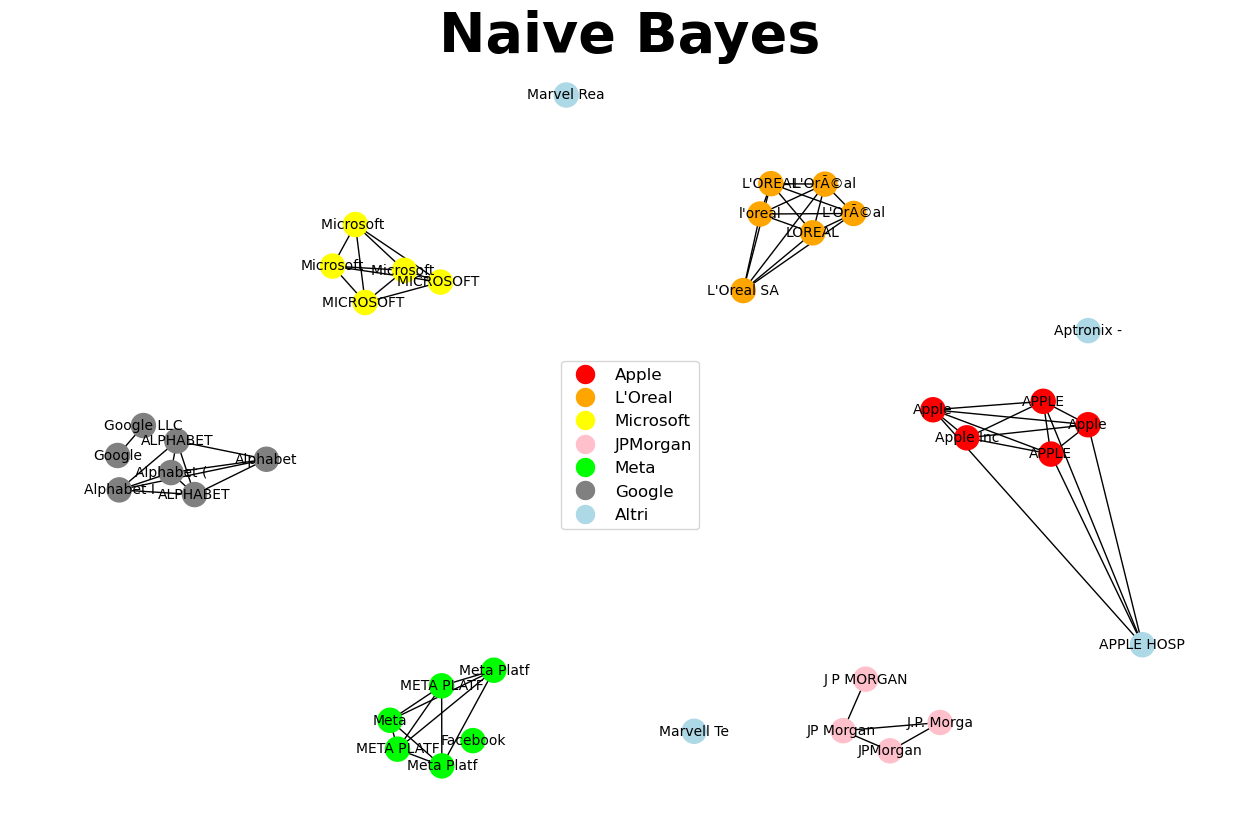 Naive Bayes
Marvel Rea
L'OREAL
L'OrÃ©al
l'oreal
L'OrÃ©al
LOREAL
L'Oreal SA
Microsoft
Microsoft
Microsoft
MICROSOFT
MICROSOFT
Aptronix -
Apple
Apple
L'Oreal
Microsoft
JPMorgan
Meta
Google
Altri
APPLE
Apple
Apple Inc
APPLE
Google LLC
ALPHABET
Google
Alphabet
Alphabet (
Alphabet I
ALPHABET
APPLE HOSP
Meta Platf
META PLATF
Meta
Facebook
META PLATF
Meta Platf
Marvell Te
J P MORGAN
J.P. Morga
JP Morgan
JPMorgan